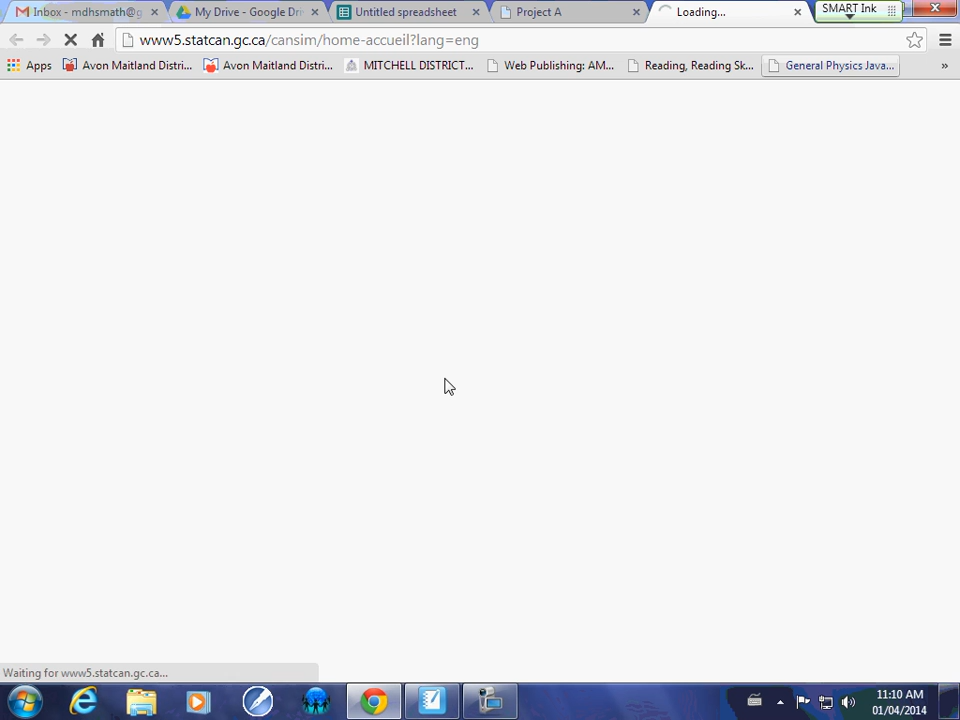 Inbox - mdhsmath@g
My Drive - Google Dri
Untitled spreadsheet
Project A
Loading...
SMART Ink
www5.statcan.gc.ca/cansim/home-accueil?lang=eng
Apps
Avon Maitland Distri...
Avon Maitland Distri...
MITCHELL DISTRICT...
Web Publishing: AM...
Reading, Reading Sk...
General Physics Java...
»
Waiting for www5.statcan.gc.ca...
11:10 AM
01/04/2014